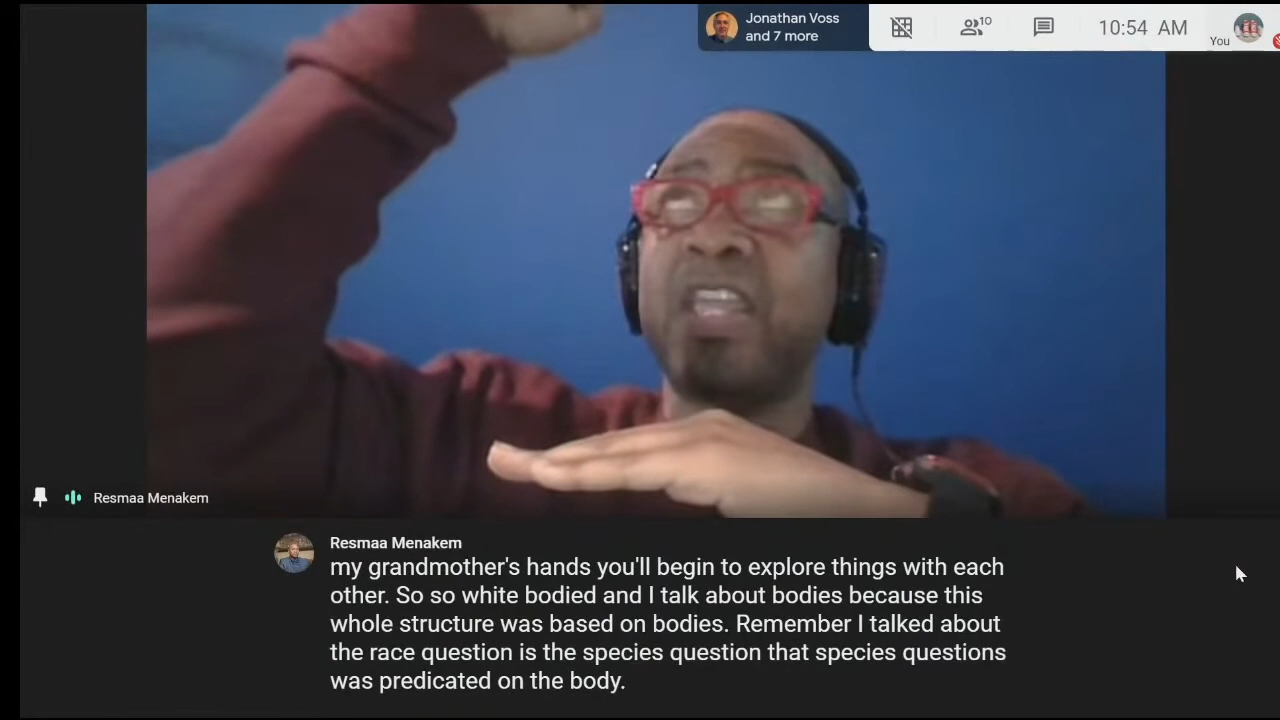 Jonathan Voss
and 7 more
10
10:54 AM
You
Resmaa Menakem
Resmaa Menakem
my grandmother's hands you'll begin to explore things with each
other. So so white bodied and I talk about bodies because this
whole structure was based on bodies. Remember I talked about
the race question is the species question that species questions
was predicated on the body.